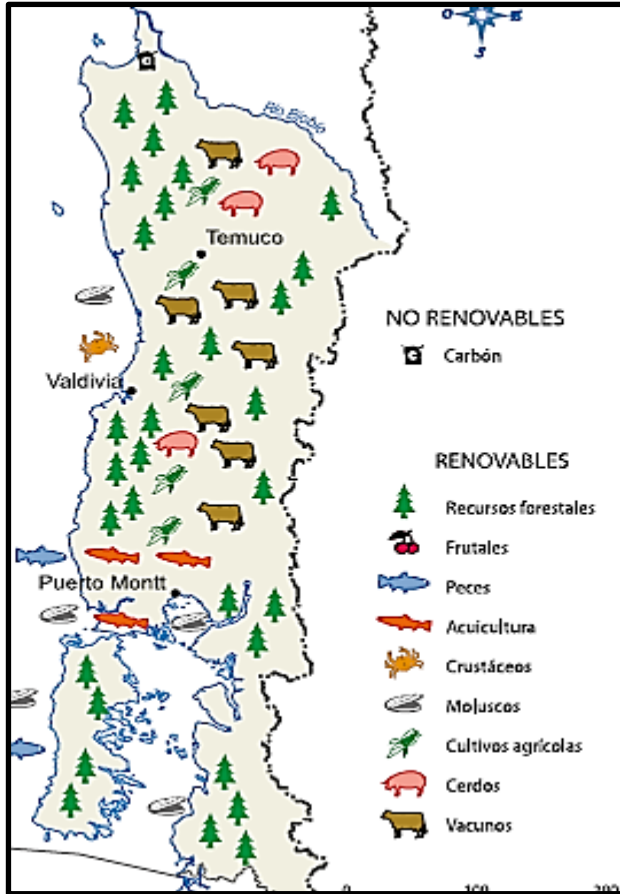 O
E
S
Río Biobío
Temuco
NO RENOVABLES
Carbón
Valdivia
RENOVABLES
Recursos forestales
Frutales
Peces
Puerto Montt
Acuicultura
Crustáceos
Moluscos
Cultivos agrícolas
Cerdos
Vacunos
0
100
200